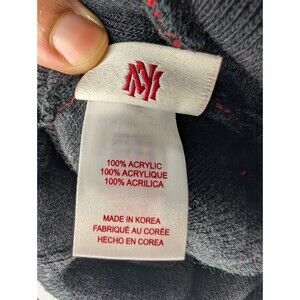 100% ACRYLIC
100% ACRYLIQUE
100% ACRILICA
MADE IN KOREA
FABRIQUÉ AU CORÉE
HECHO EN COREA